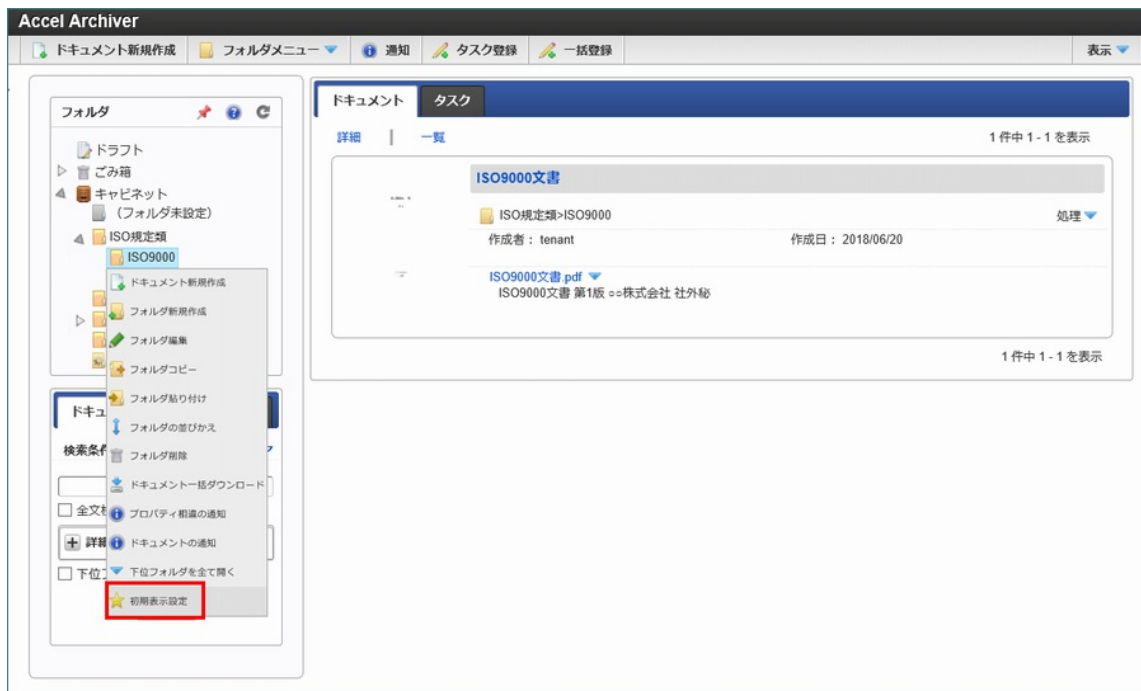 Accel Archiver
ドキュメント新規作成 フォルダメニュー 通知 タスク登録 一括登録 表示
フォルダ
ドラフト
ごみ箱
キャビネット
(フォルダ未設定)
ISO規定類
ISO9000
ドキュメント新規作成
フォルダ新規作成
フォルダ編集
フォルダコピー
フォルダ貼り付け
フォルダの並びかえ
フォルダ削除
ドキュメント一括ダウンロード
プロパティ相違の通知
ドキュメントの通知
下位フォルダを全て開く
初期表示設定
ドキュ
検索条件
全文検
詳細
下位フ
ドキュメント タスク
詳細 | 一覧 1 件中 1 - 1 を表示
ISO9000文書
ISO規定類>ISO9000 処理
作成者: tenant 作成日: 2018/06/20
ISO9000文書.pdf
ISO9000文書 第1版 ○○株式会社 社外秘
1 件中 1 - 1 を表示